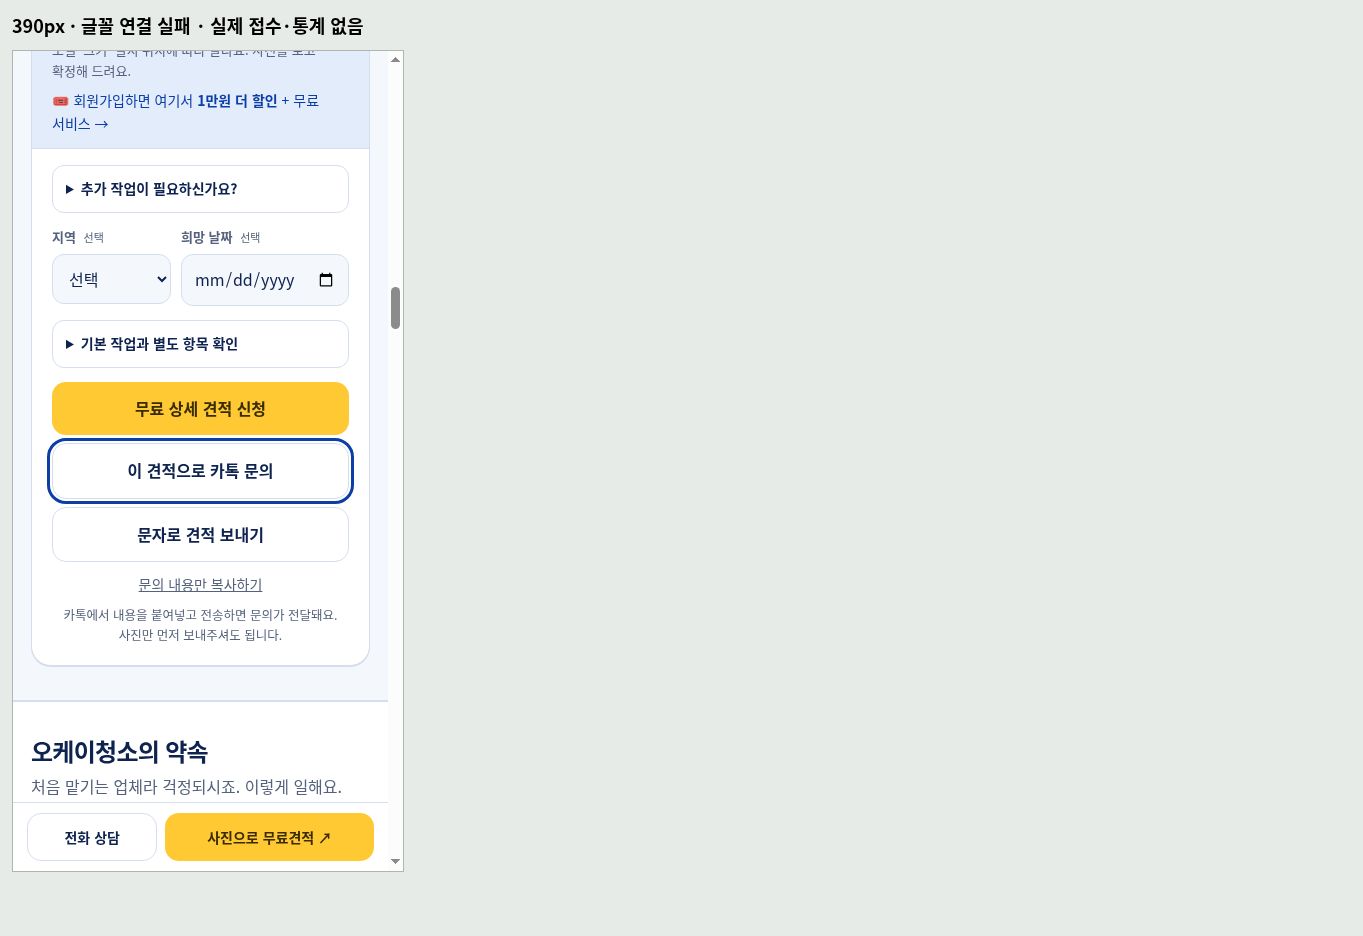 390px · 글꼴 연결 실패 · 실제 접수·통계 없음
확정해 드려요.
회원가입하면 여기서 1만원 더 할인 + 무료
서비스 →
▶ 추가 작업이 필요하신가요?
지역 선택 희망 날짜 선택
선택 mm/dd/yyyy
▶ 기본 작업과 별도 항목 확인
무료 상세 견적 신청
이 견적으로 카톡 문의
문자로 견적 보내기
문의 내용만 복사하기
카톡에서 내용을 붙여넣고 전송하면 문의가 전달돼요.
사진만 먼저 보내주셔도 됩니다.
오케이청소의 약속
처음 맡기는 업체라 걱정되시죠. 이렇게 일해요.
전화 상담 사진으로 무료견적 ↗